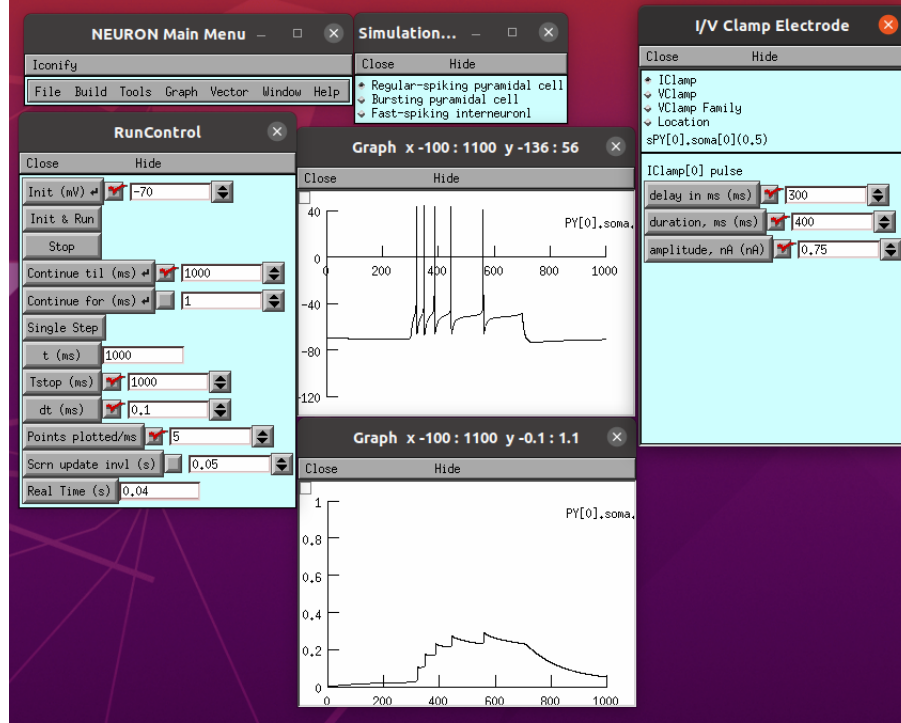 NEURON Main Menu
Iconify
File Build Tools Graph Vector Window Help
Simulation...
Close Hide
Regular-spiking pyramidal cell
Bursting pyramidal cell
Fast-spiking interneuronl
I/V Clamp Electrode
Close Hide
IClamp
VClamp
VClamp Family
Location
sPY[0].soma[0](0.5)
IClamp[0] pulse
delay in ms (ms) 300
duration, ms (ms) 400
amplitude, nA (nA) 0.75
RunControl
Close Hide
Init (mV) -70
Init & Run
Stop
Continue til (ms) 1000
Continue for (ms) 1
Single Step
t (ms) 1000
Tstop (ms) 1000
dt (ms) 0.1
Points plotted/ms 5
Scrn update invl (s) 0.05
Real Time (s) 0.04
Graph x -100 : 1100 y -136 : 56
Close Hide
40
PY[0].soma.
0
200 400 600 800 1000
-40
-80
-120
Graph x -100 : 1100 y -0.1 : 1.1
Close Hide
1
PY[0].soma.
0.8
0.6
0.4
0.2
0
0 200 400 600 800 1000